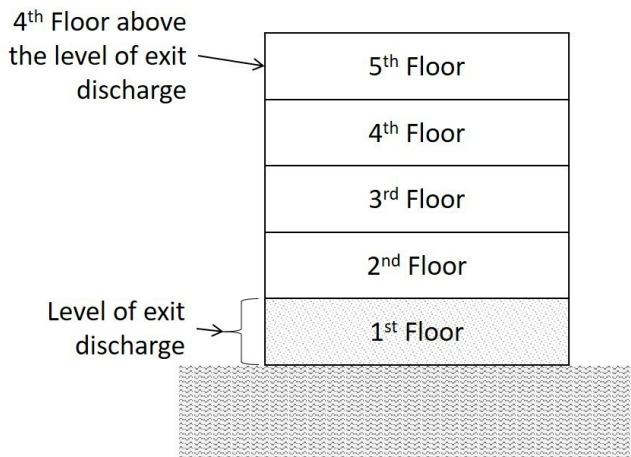 4th Floor above
the level of exit
discharge
5th Floor
4th Floor
3rd Floor
2nd Floor
Level of exit
discharge
1st Floor